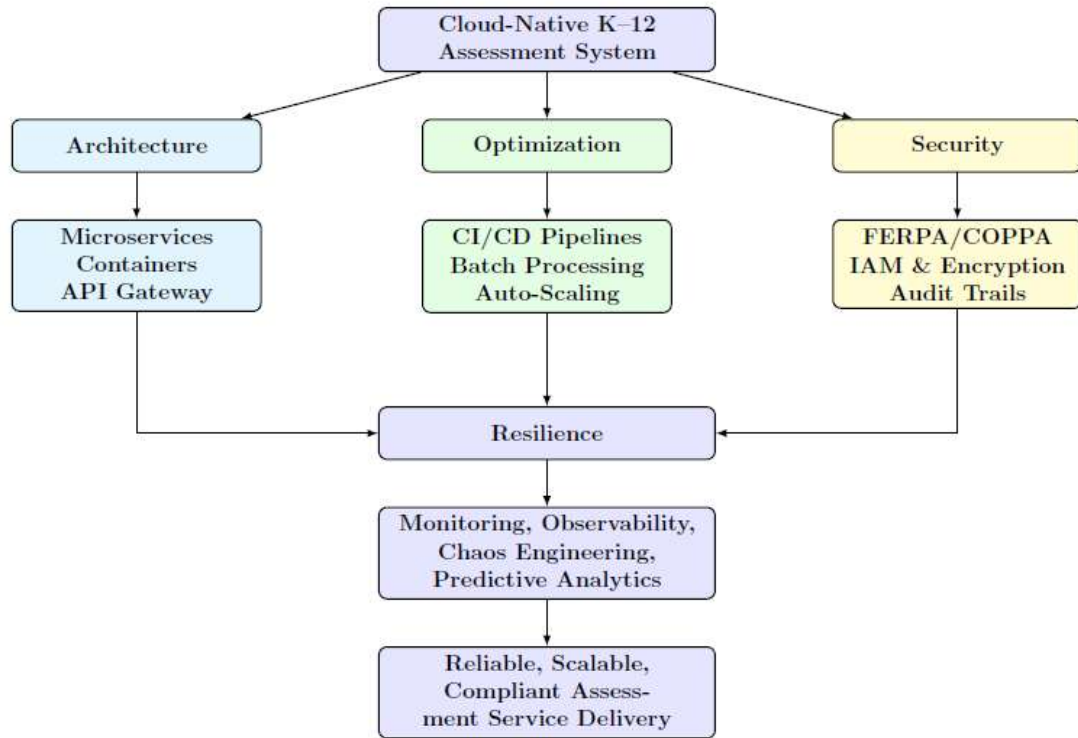 Cloud-Native K–12
Assessment System
Architecture
Optimization
Security
Microservices
Containers
API Gateway
CI/CD Pipelines
Batch Processing
Auto-Scaling
FERPA/COPPA
IAM & Encryption
Audit Trails
Resilience
Monitoring, Observability,
Chaos Engineering,
Predictive Analytics
Reliable, Scalable,
Compliant Assess-
ment Service Delivery